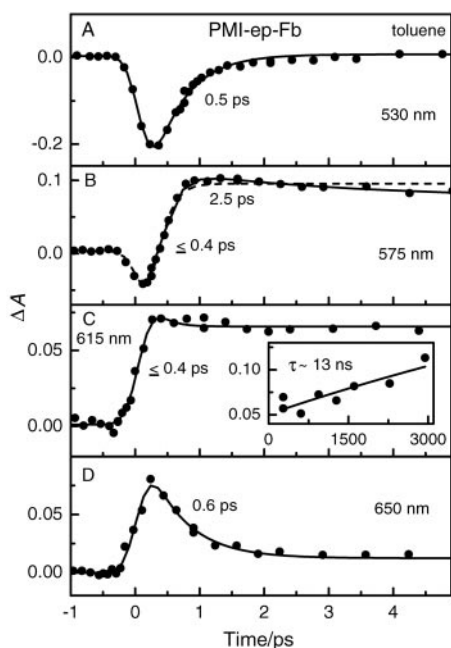 A PMI-ep-Fb toluene
0.0
0.5 ps
530 nm
-0.2
B
0.1
2.5 ps
0.0
≤ 0.4 ps
575 nm
ΔA
C
615 nm
0.05
≤ 0.4 ps
τ~ 13 ns
0.10
0.05
0 1500 3000
0.00
D
650 nm
0.05
0.6 ps
0.00
-1 0 1 2 3 4
Time/ps